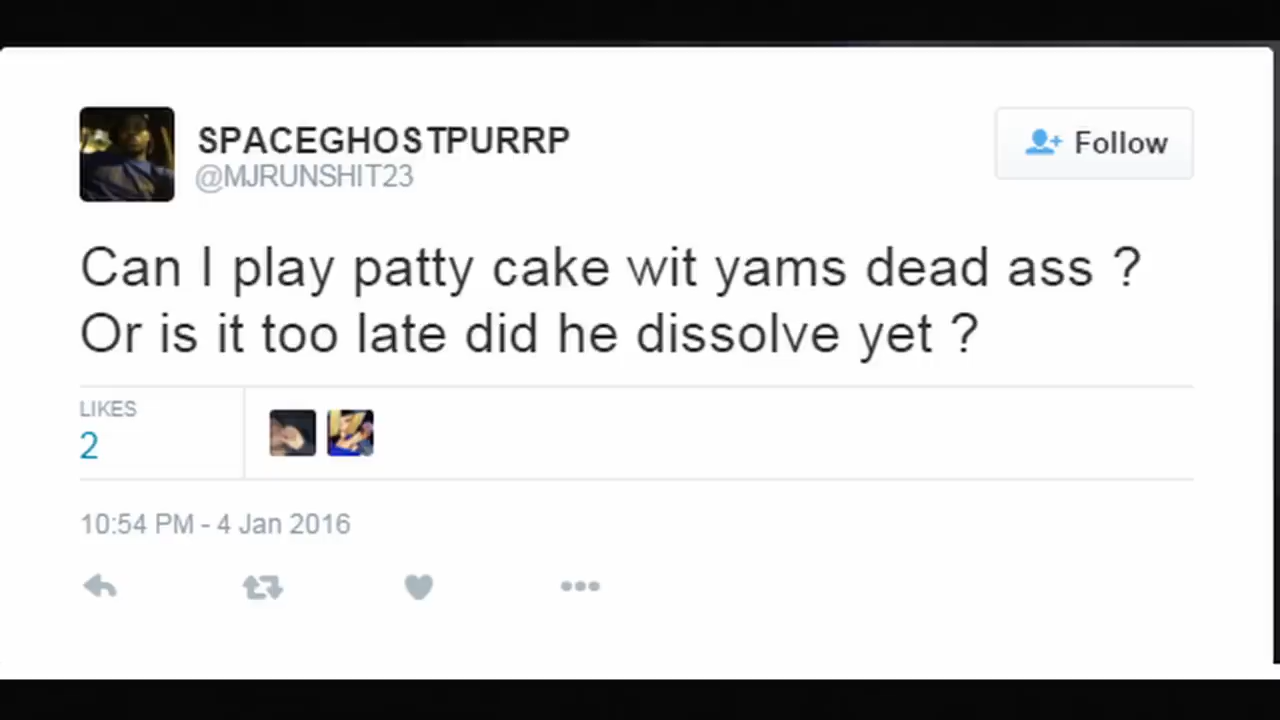 SPACEGHOSTPURRP
@MJRUNSHIT23
Follow
Can I play patty cake wit yams dead ass ?
Or is it too late did he dissolve yet ?
LIKES
2
10:54 PM - 4 Jan 2016